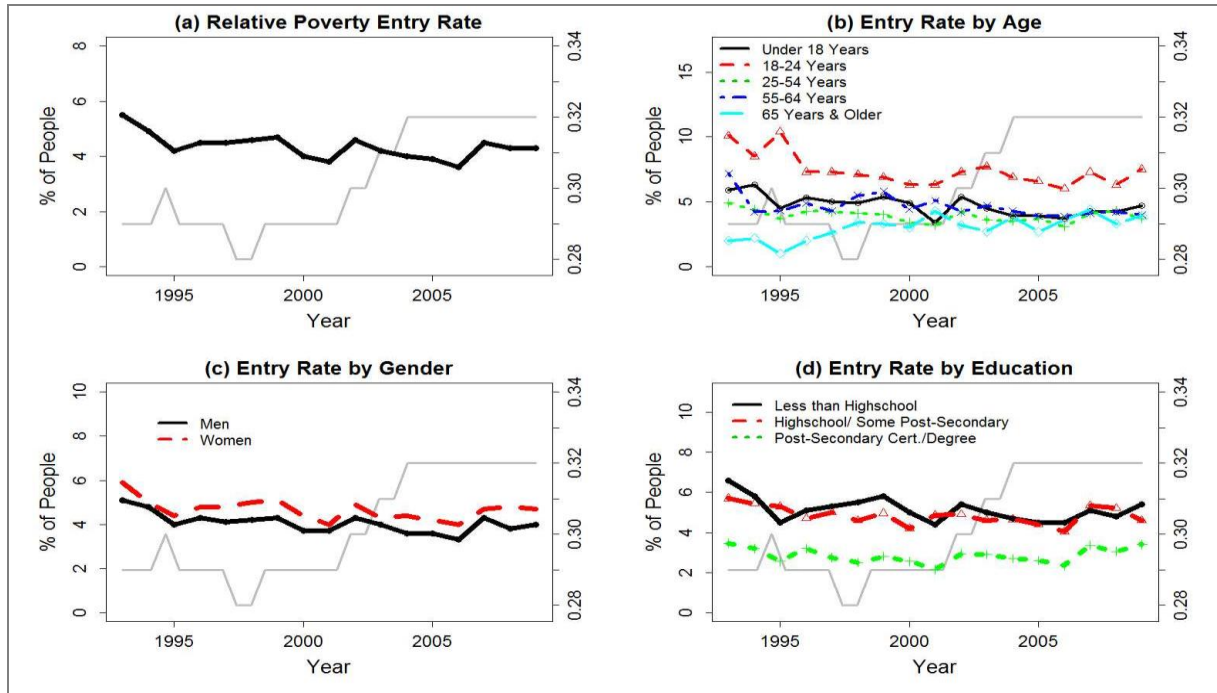 (a) Relative Poverty Entry Rate
8
6
4
2
0
% of People
0.34
0.32
0.30
0.28
1995
2000
2005
Year
(b) Entry Rate by Age
Under 18 Years
18-24 Years
25-54 Years
55-64 Years
65 Years & Older
15
10
5
0
% of People
0.34
0.32
0.30
0.28
1995
2000
2005
Year
(c) Entry Rate by Gender
Men
Women
10
8
6
4
2
0
% of People
0.34
0.32
0.30
0.28
1995
2000
2005
Year
(d) Entry Rate by Education
Less than Highschool
Highschool/ Some Post-Secondary
Post-Secondary Cert./Degree
10
8
6
4
2
0
% of People
0.34
0.32
0.30
0.28
1995
2000
2005
Year